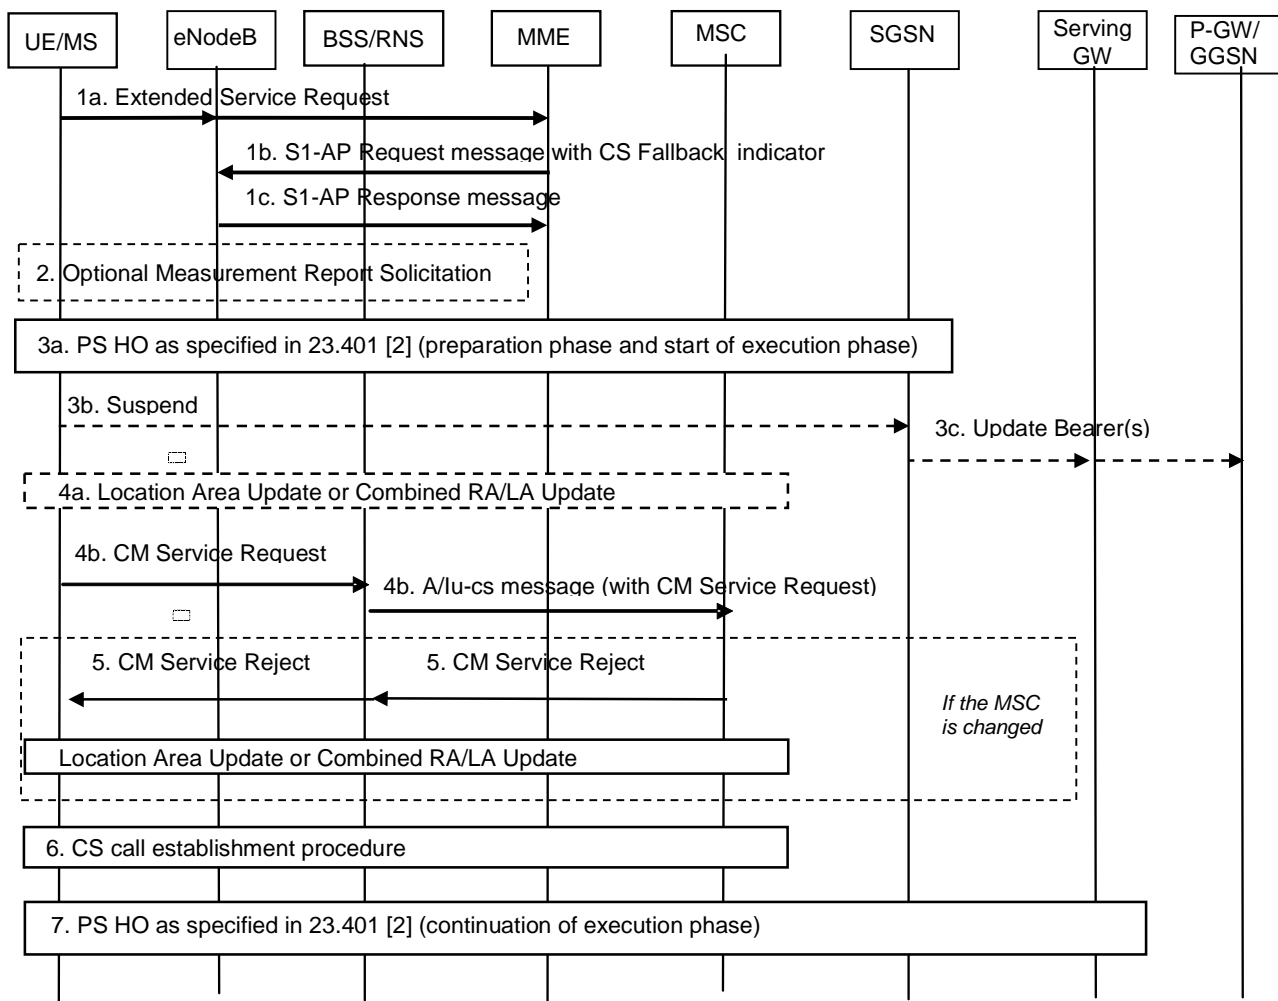 UE/MS
eNodeB
BSS/RNS
MME
MSC
SGSN
Serving
GW
P-GW/
GGSN
1a. Extended Service Request
1b. S1-AP Request message with CS Fallback indicator
1c. S1-AP Response message
2. Optional Measurement Report Solicitation
3a. PS HO as specified in 23.401 [2] (preparation phase and start of execution phase)
3b. Suspend
3c. Update Bearer(s)
4a. Location Area Update or Combined RA/LA Update
4b. CM Service Request
4b. A/Iu-cs message (with CM Service Request)
5. CM Service Reject
5. CM Service Reject
If the MSC
is changed
Location Area Update or Combined RA/LA Update
6. CS call establishment procedure
7. PS HO as specified in 23.401 [2] (continuation of execution phase)